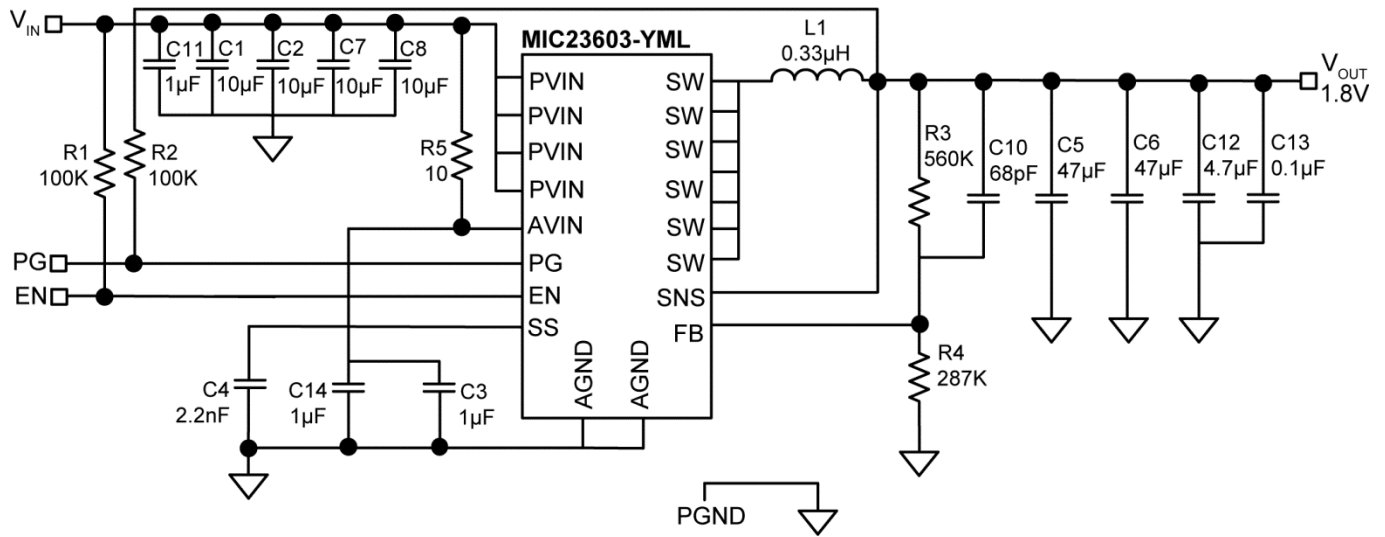 VIN
C11
1µF
C1
10µF
C2
10µF
C7
10µF
C8
10µF
MIC23603-YML
L1
0.33µH
VOUT
1.8V
R1
100K
R2
100K
R5
10
PVIN
PVIN
PVIN
PVIN
AVIN
PG
EN
SS
SW
SW
SW
SW
SW
SW
SNS
FB
AGND
AGND
R3
560K
C10
68pF
C5
47µF
C6
47µF
C12
4.7µF
C13
0.1µF
PG
EN
C4
2.2nF
C14
1µF
C3
1µF
R4
287K
PGND